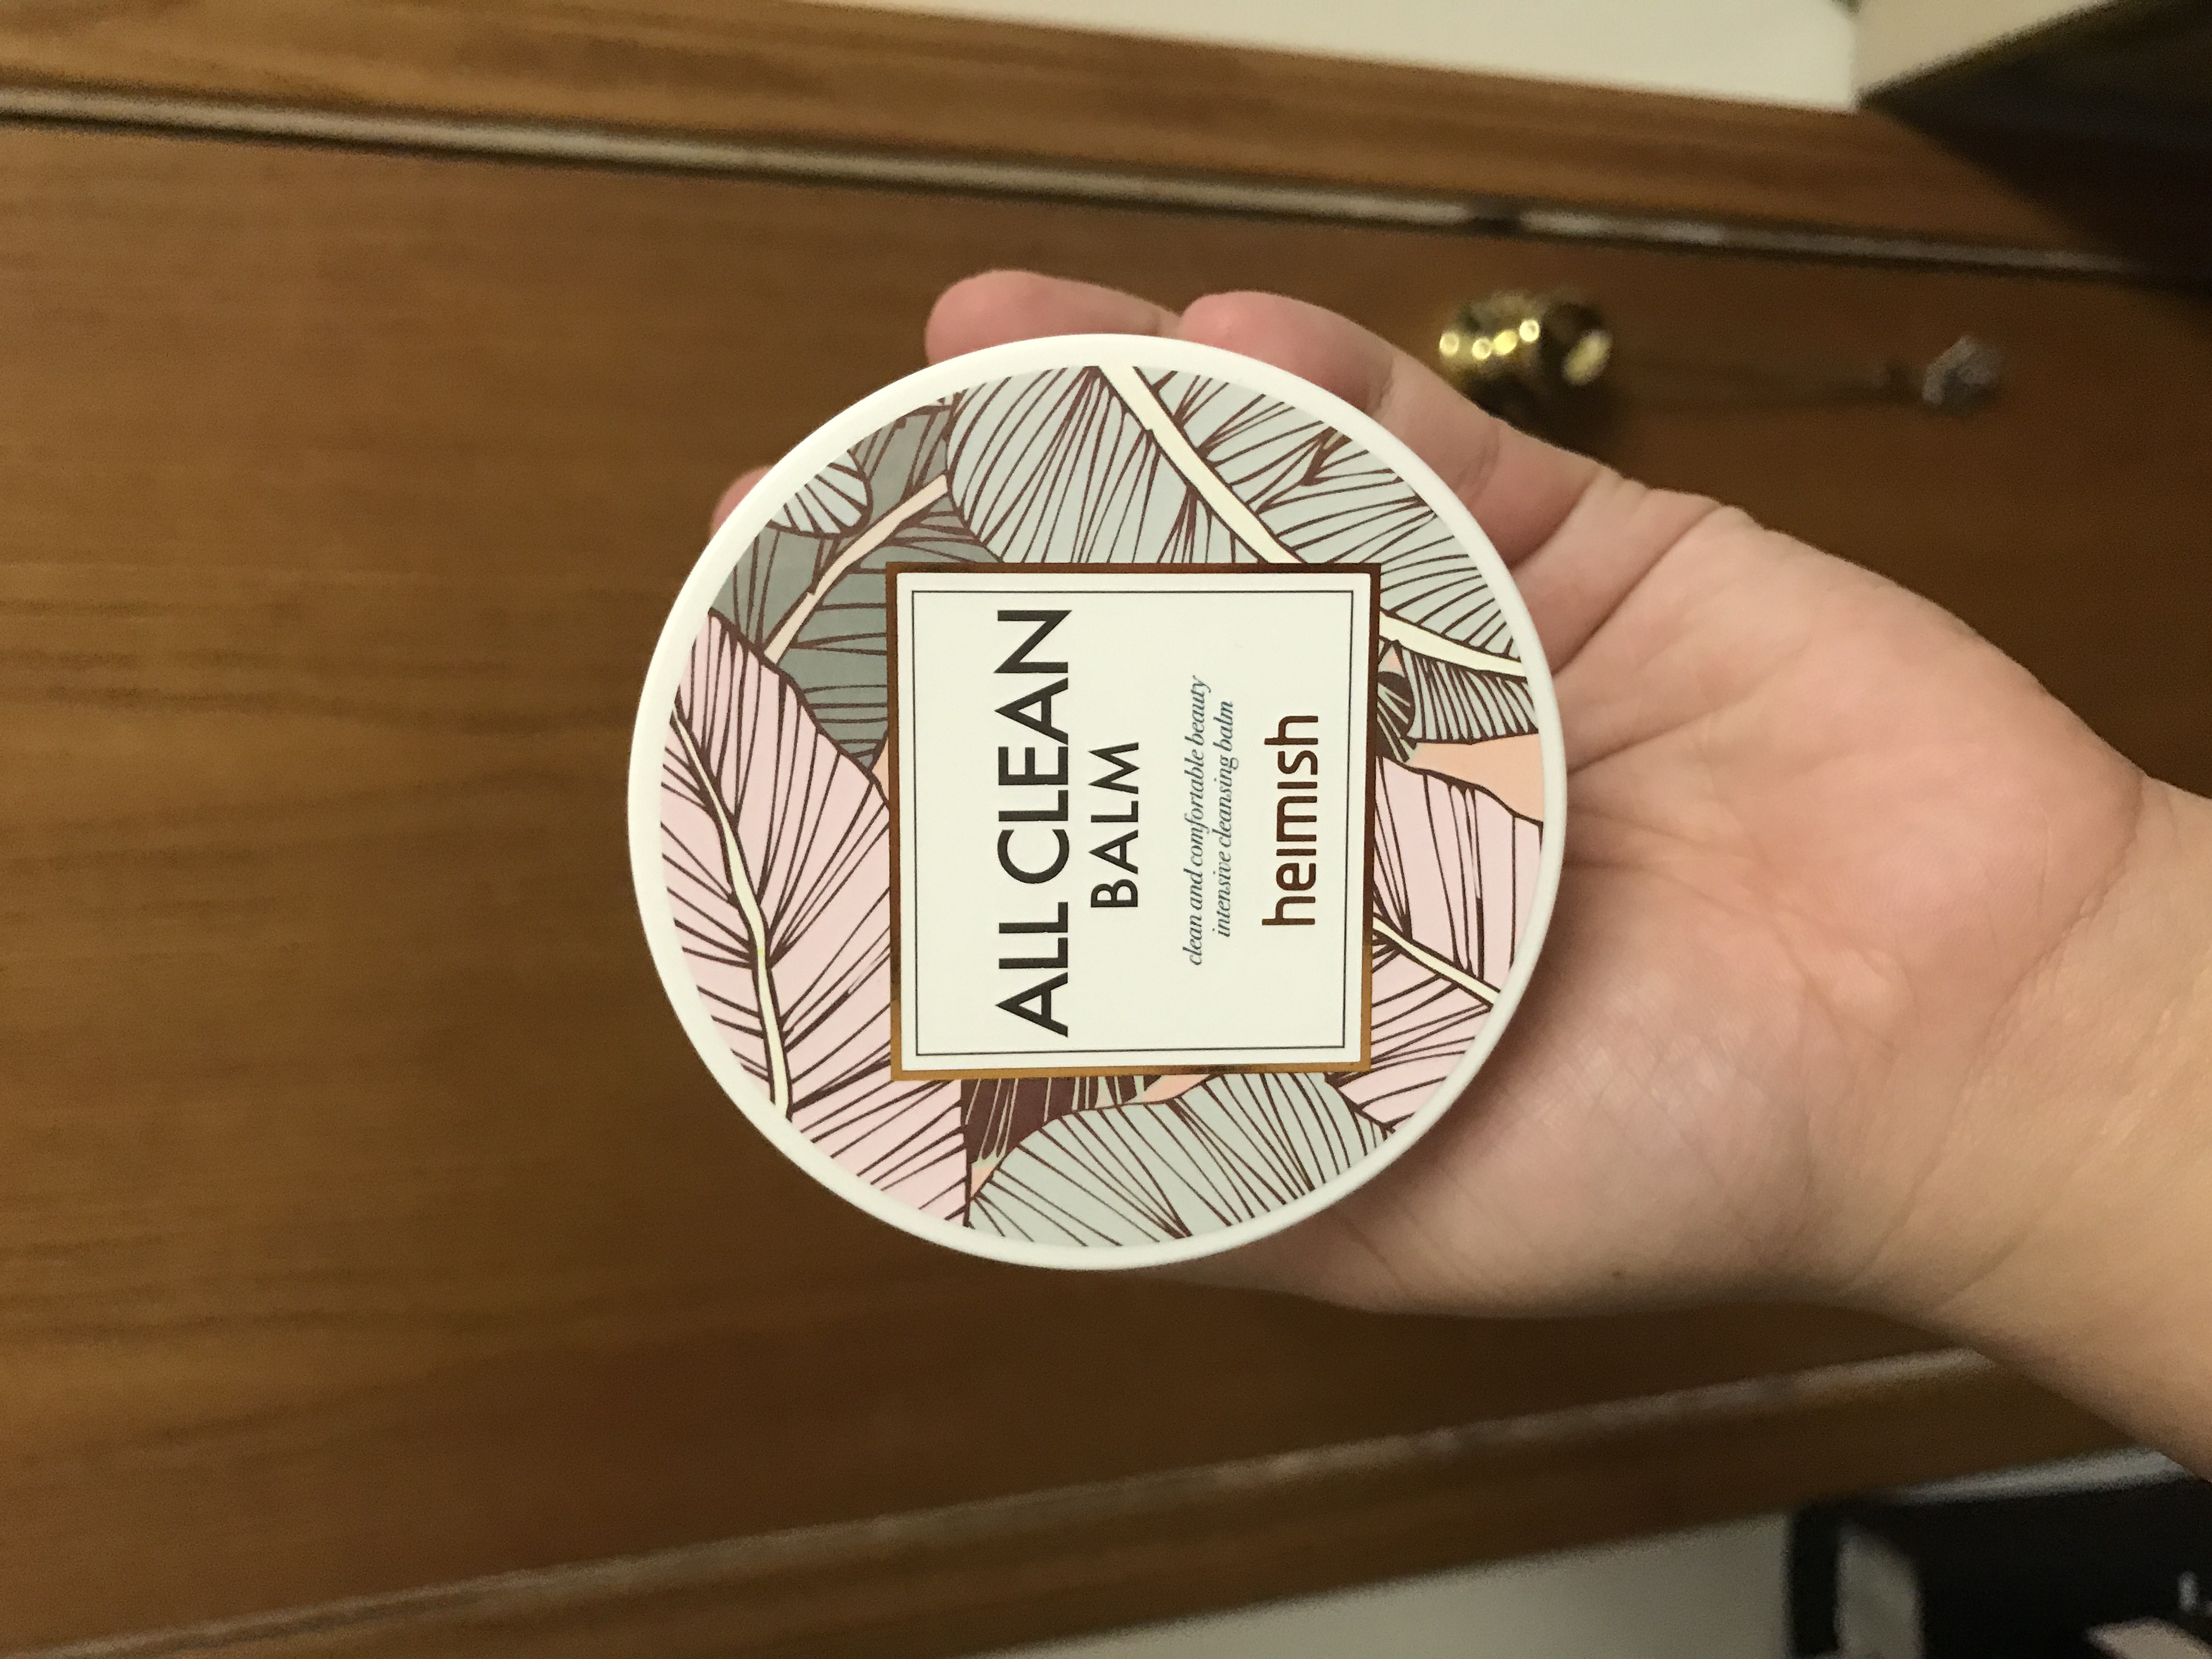 ALL CLEAN
BALM
clean and comfortable beauty
intensive cleansing balm
heimish